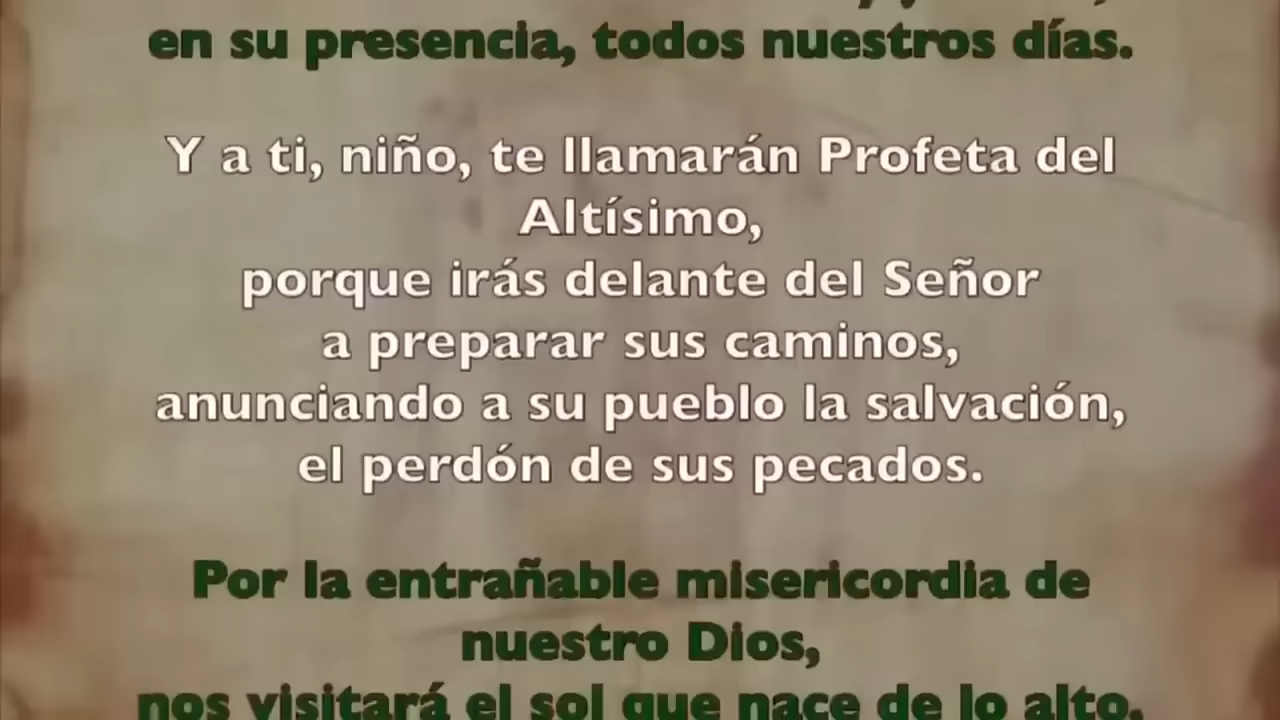 en su presencia, todos nuestros días.
Y a ti, niño, te llamarán Profeta del
Altísimo,
porque irás delante del Señor
a preparar sus caminos,
anunciando a su pueblo la salvación,
el perdón de sus pecados.
Por la entrañable misericordia de
nuestro Dios,
nos visitará el sol que nace de lo alto,